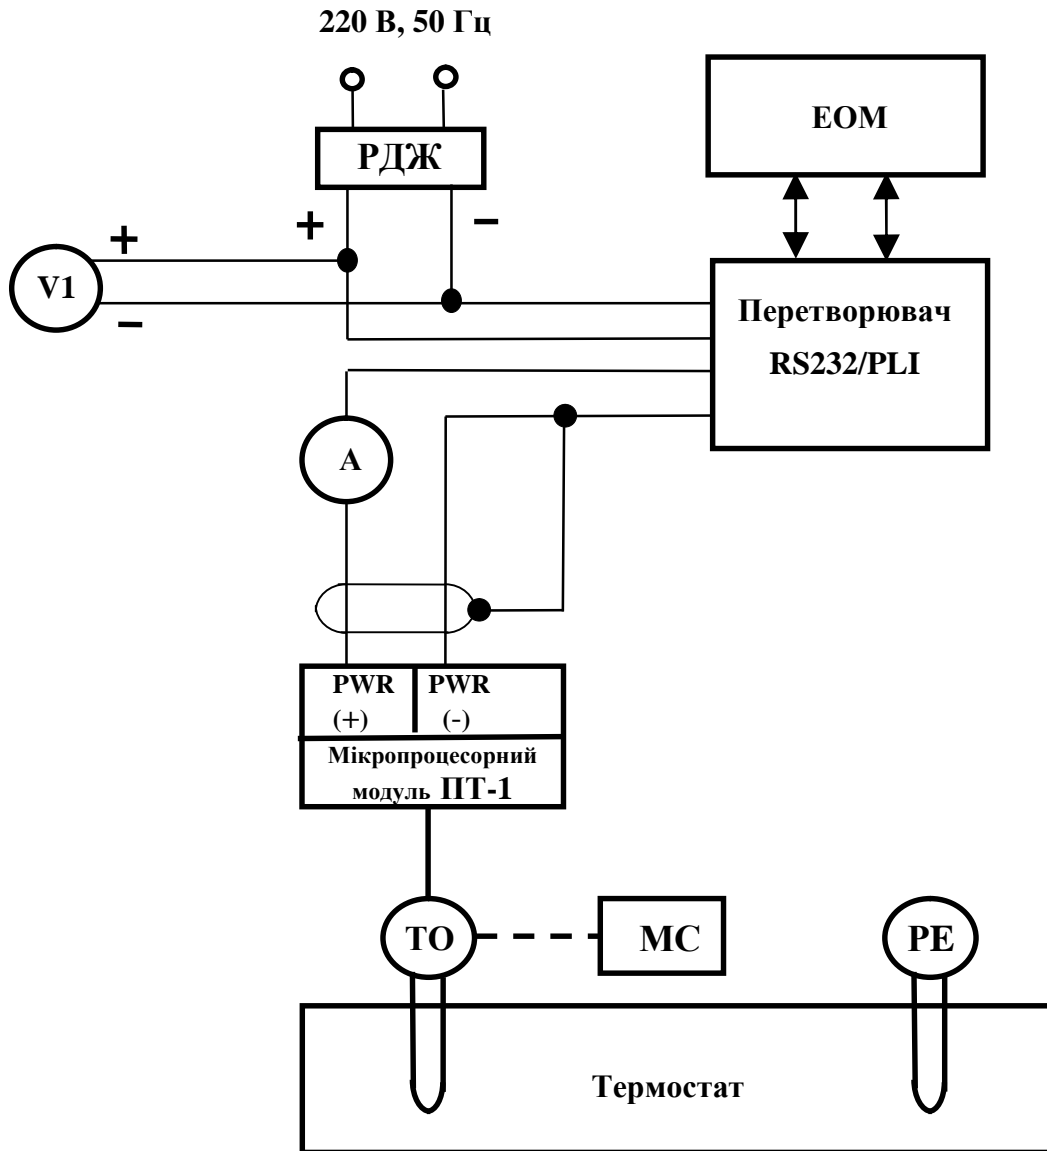 220 В, 50 Гц
ЕОМ
РДЖ
+
−
+
V1
−
Перетворювач
RS232/PLI
А
PWR
(+)
PWR
(-)
Мікропроцесорний
модуль ПТ-1
ТО
МС
РЕ
Термостат